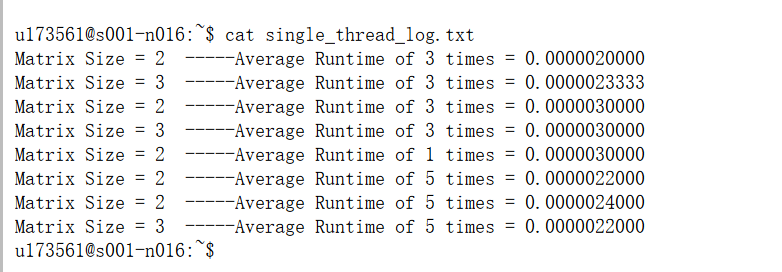 u173561@s001-n016:~$ cat single_thread_log.txt
Matrix Size = 2  -----Average Runtime of 3 times = 0.0000020000
Matrix Size = 3  -----Average Runtime of 3 times = 0.0000023333
Matrix Size = 2  -----Average Runtime of 3 times = 0.0000030000
Matrix Size = 3  -----Average Runtime of 3 times = 0.0000030000
Matrix Size = 2  -----Average Runtime of 1 times = 0.0000030000
Matrix Size = 2  -----Average Runtime of 5 times = 0.0000022000
Matrix Size = 2  -----Average Runtime of 5 times = 0.0000024000
Matrix Size = 3  -----Average Runtime of 5 times = 0.0000022000
u173561@s001-n016:~$